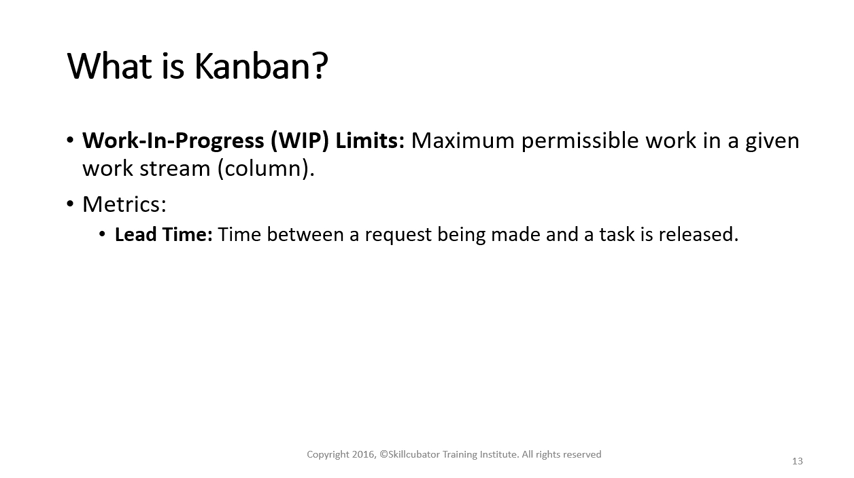 What is Kanban?
• Work-In-Progress (WIP) Limits: Maximum permissible work in a given
work stream (column).
• Metrics:
• Lead Time: Time between a request being made and a task is released.
Copyright 2016, ©Skillcubator Training Institute. All rights reserved
13